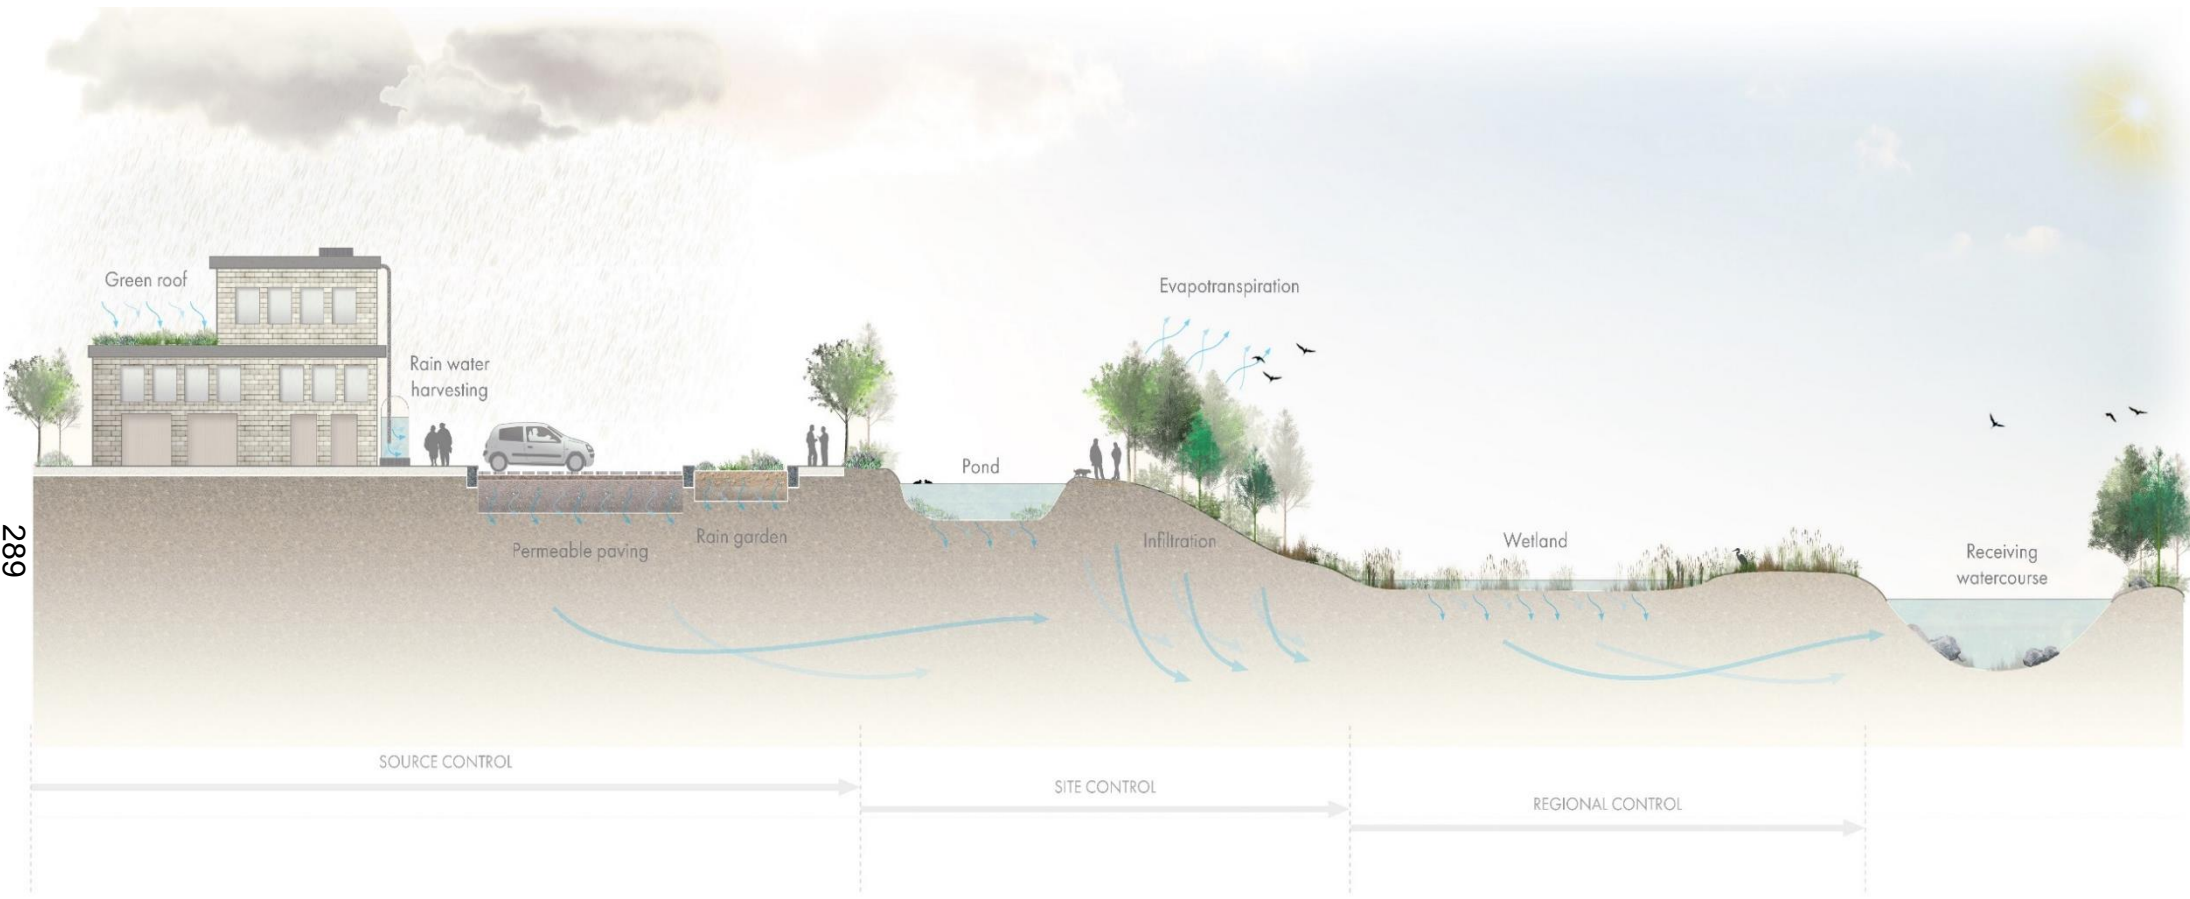 Green roof
Rain water
harvesting
Evapotranspiration
Pond
Permeable paving
Rain garden
Infiltration
Wetland
Receiving
watercourse
289
SOURCE CONTROL
SITE CONTROL
REGIONAL CONTROL